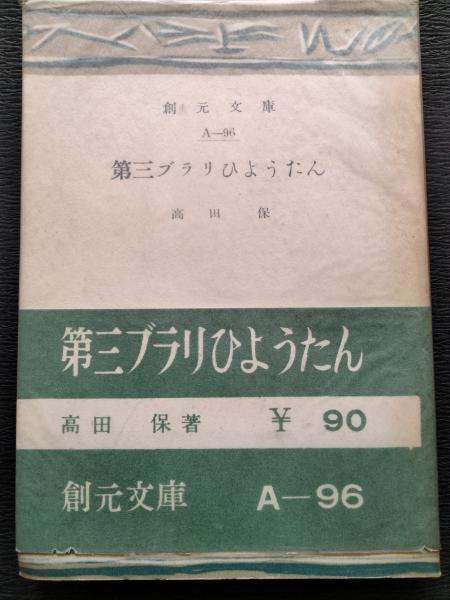 創元文庫
A—96
第三ブラリひようたん
高田保
第三ブラリひようたん
高田 保著 ¥ 90
創元文庫 A—96